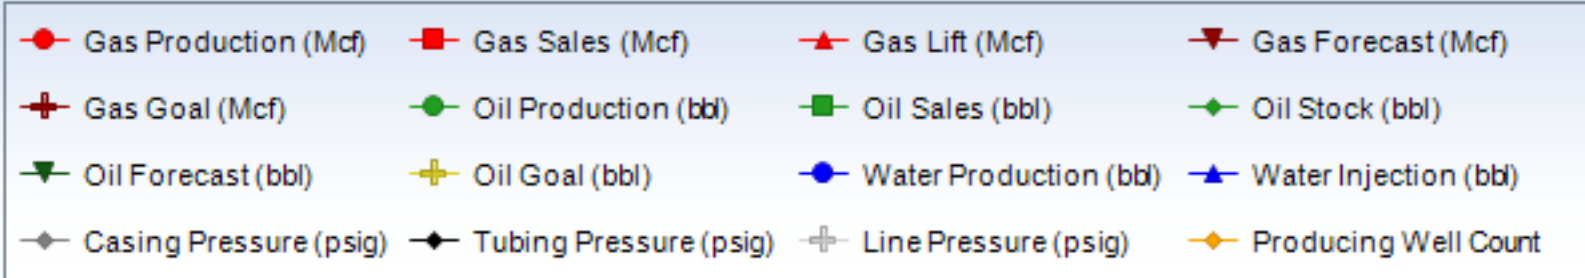 Gas Production (Mcf) Gas Sales (Mcf) Gas Lift (Mcf) Gas Forecast (Mcf)
Gas Goal (Mcf) Oil Production (bbl) Oil Sales (bbl) Oil Stock (bbl)
Oil Forecast (bbl) Oil Goal (bbl) Water Production (bbl) Water Injection (bbl)
Casing Pressure (psig) Tubing Pressure (psig) Line Pressure (psig) Producing Well Count